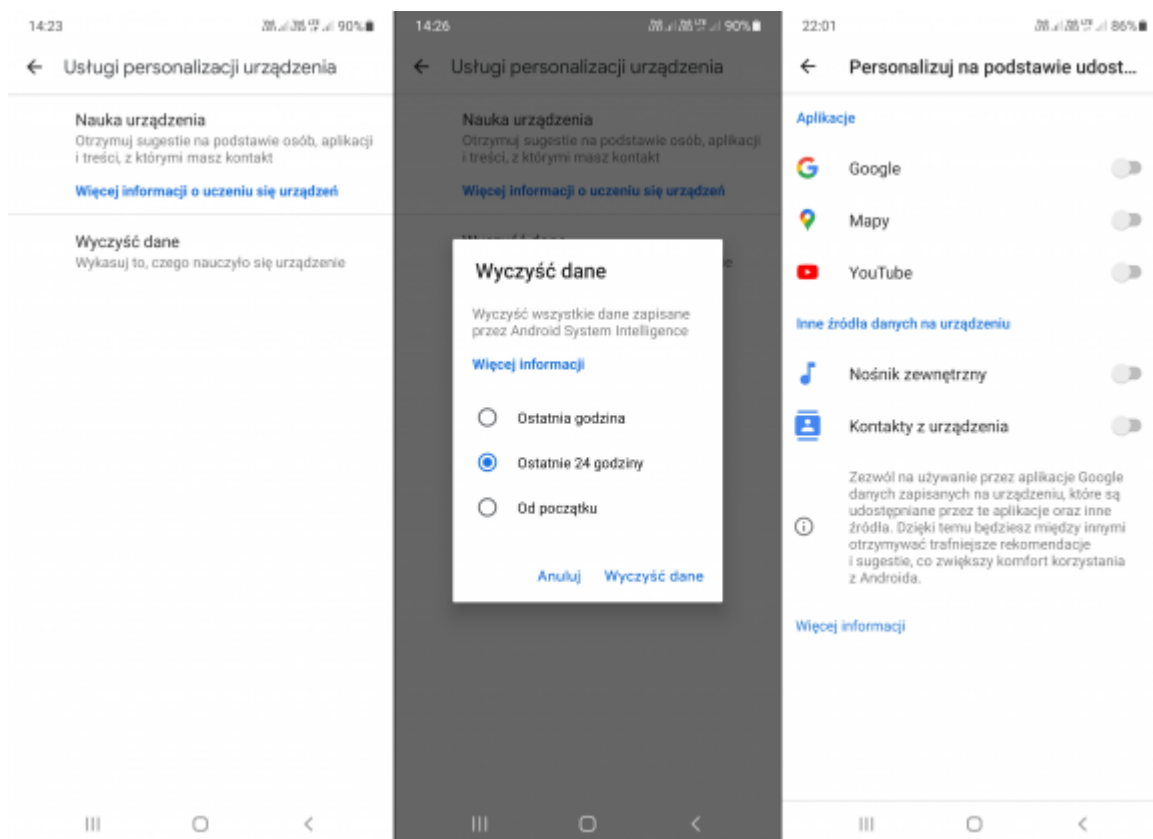 14:23
90%
Usługi personalizacji urządzenia
Nauka urządzenia
Otrzymuj sugestie na podstawie osób, aplikacji
i treści, z którymi masz kontakt
Więcej informacji o uczeniu się urządzeń
Wyczyść dane
Wykasuj to, czego nauczyło się urządzenie
14:26
90%
Usługi personalizacji urządzenia
Nauka urządzenia
Otrzymuj sugestie na podstawie osób, aplikacji
i treści, z którymi masz kontakt
Więcej informacji o uczeniu się urządzeń
Wyczyść dane
Wyczyść wszystkie dane zapisane
przez Android System Intelligence
Więcej informacji
Ostatnia godzina
Ostatnie 24 godziny
Od początku
Anuluj Wyczyść dane
22:01
86%
Personalizuj na podstawie udost...
Aplikacje
Google
Mapy
YouTube
Inne źródła danych na urządzeniu
Nośnik zewnętrzny
Kontakty z urządzenia
Zezwól na używanie przez aplikacje Google
danych zapisanych na urządzeniu, które są
udostępniane przez te aplikacje oraz inne
źródła. Dzięki temu będziesz między innymi
otrzymywać trafniejsze rekomendacje
i sugestie, co zwiększy komfort korzystania
z Androida.
Więcej informacji